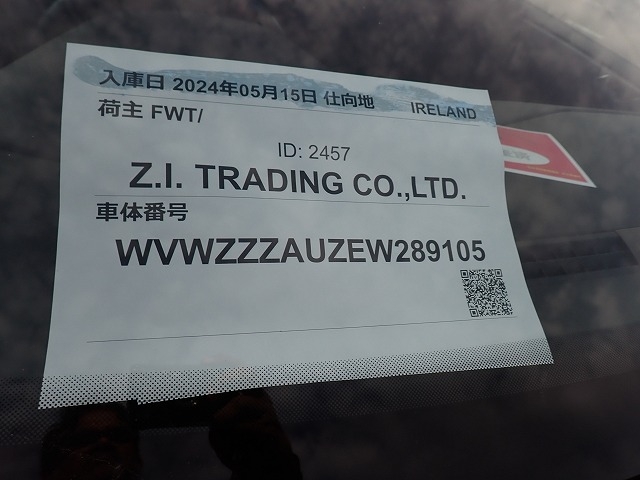 入庫日 2024年05月15日 仕向地 IRELAND
荷主 FWT/
ID: 2457
Z.I. TRADING CO.,LTD.
車体番号
WVWZZZAUZEW289105